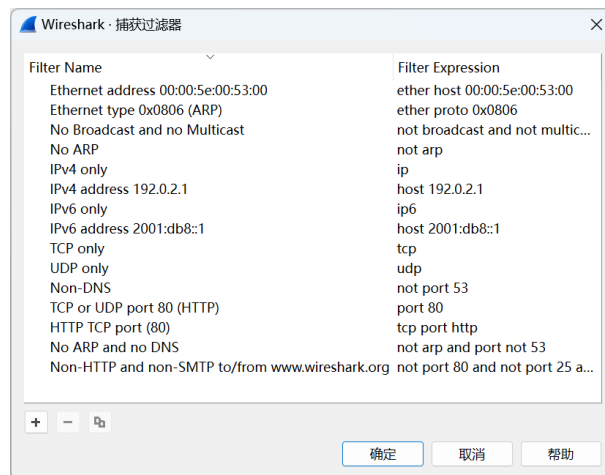 Wireshark · 捕获过滤器
Filter Name Filter Expression
Ethernet address 00:00:5e:00:53:00 ether host 00:00:5e:00:53:00
Ethernet type 0x0806 (ARP) ether proto 0x0806
No Broadcast and no Multicast not broadcast and not multic...
No ARP not arp
IPv4 only ip
IPv4 address 192.0.2.1 host 192.0.2.1
IPv6 only ip6
IPv6 address 2001:db8::1 host 2001:db8::1
TCP only tcp
UDP only udp
Non-DNS not port 53
TCP or UDP port 80 (HTTP) port 80
HTTP TCP port (80) tcp port http
No ARP and no DNS not arp and port not 53
Non-HTTP and non-SMTP to/from www.wireshark.org not port 80 and not port 25 a...
确定 取消 帮助